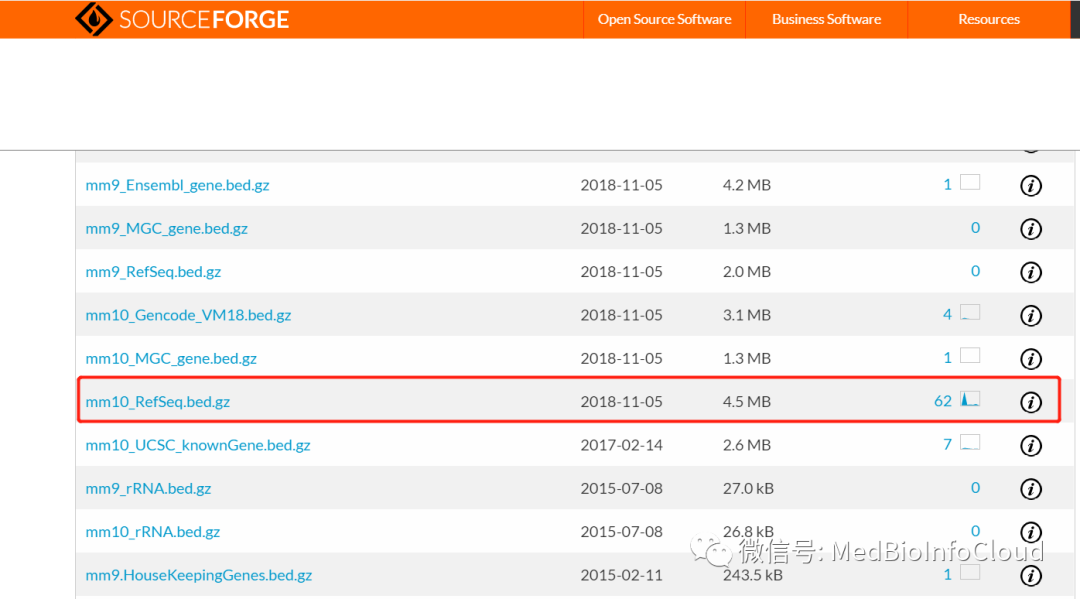 SOURCEFORGE Open Source Software Business Software Resources
mm9_Ensembl_gene.bed.gz 2018-11-05 4.2 MB 1
mm9_MGC_gene.bed.gz 2018-11-05 1.3 MB 0
mm9_RefSeq.bed.gz 2018-11-05 2.0 MB 0
mm10_Gencode_VM18.bed.gz 2018-11-05 3.1 MB 4
mm10_MGC_gene.bed.gz 2018-11-05 1.3 MB 1
mm10_RefSeq.bed.gz 2018-11-05 4.5 MB 62
mm10_UCSC_knownGene.bed.gz 2017-02-14 2.6 MB 7
mm9_rRNA.bed.gz 2015-07-08 27.0 kB 0
mm10_rRNA.bed.gz 2015-07-08 26.8 kB 0
微信号: MedBioInfoCloud
mm9.HouseKeepingGenes.bed.gz 2015-02-11 243.5 kB 1